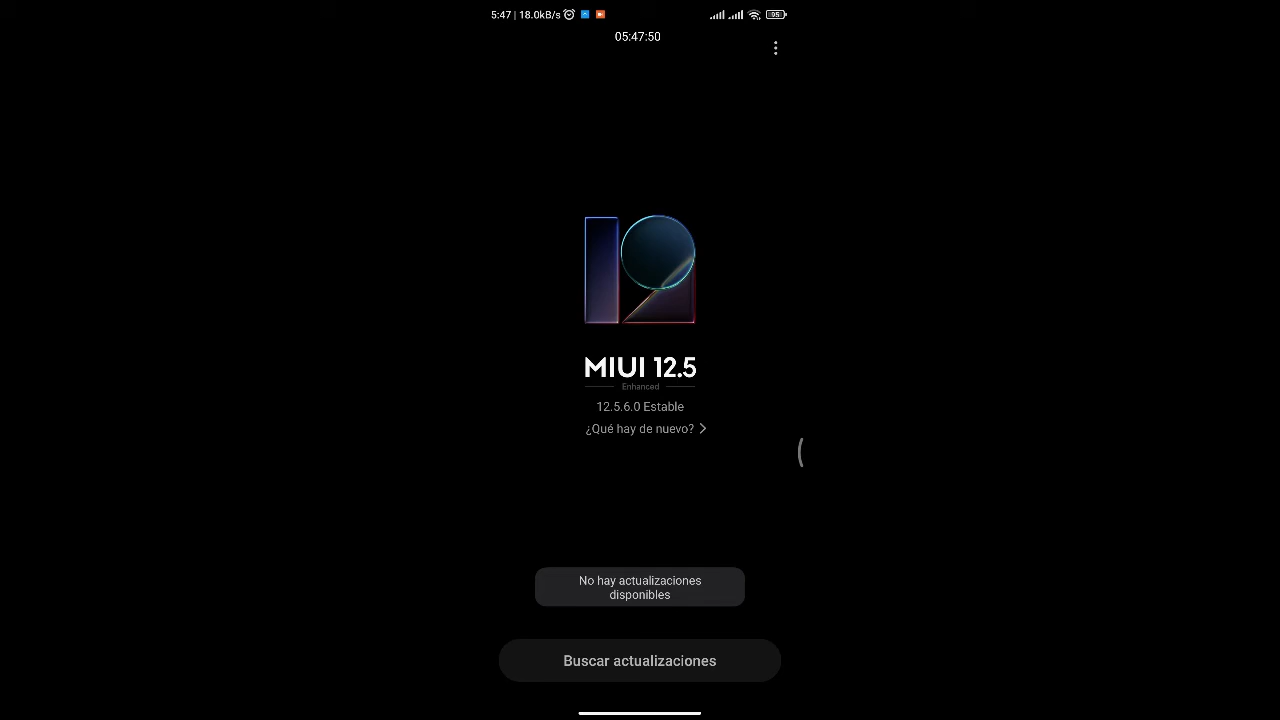 5:47 | 18.0kB/s
95
05:47:50
MIUI 12.5
Enhanced
12.5.6.0 Estable
¿Qué hay de nuevo?
No hay actualizaciones
disponibles
Buscar actualizaciones